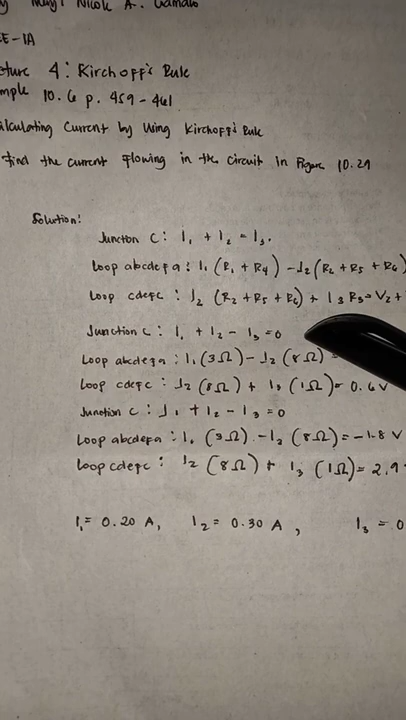 Nicole A.
E-1A
cture 4: Kirchoff's Rule
mple 10.6 p. 459-461
alculating Current by Using Kirchoff's Rule
Find the current flowing in the circuit in Figure 10.29
Solution:
Junction C: I₁ + I₂ = I₃.
Loop abcdefa: I₁(R₁ + R₄) - I₂(R₂ + R₅ + R₆)
Loop cdefc: I₂ (R₂ + R₅ + R₆) + I₃ R₃ = V₂ +
Junction c: I₁ + I₂ - I₃ = 0
Loop abcdefa: I₁(3Ω) - I₂(8Ω)
Loop cdefc: I₂(8Ω) + I₃(1Ω) = 0.6V
Junction c: I₁ + I₂ - I₃ = 0
Loop abcdefa: I₁ (3Ω) - I₂ (8Ω) = -1.8 V
Loop cdefc: I₂ (8Ω) + I₃ (1Ω) = 2.9
I₁ = 0.20 A, I₂ = 0.30 A, I₃ = 0